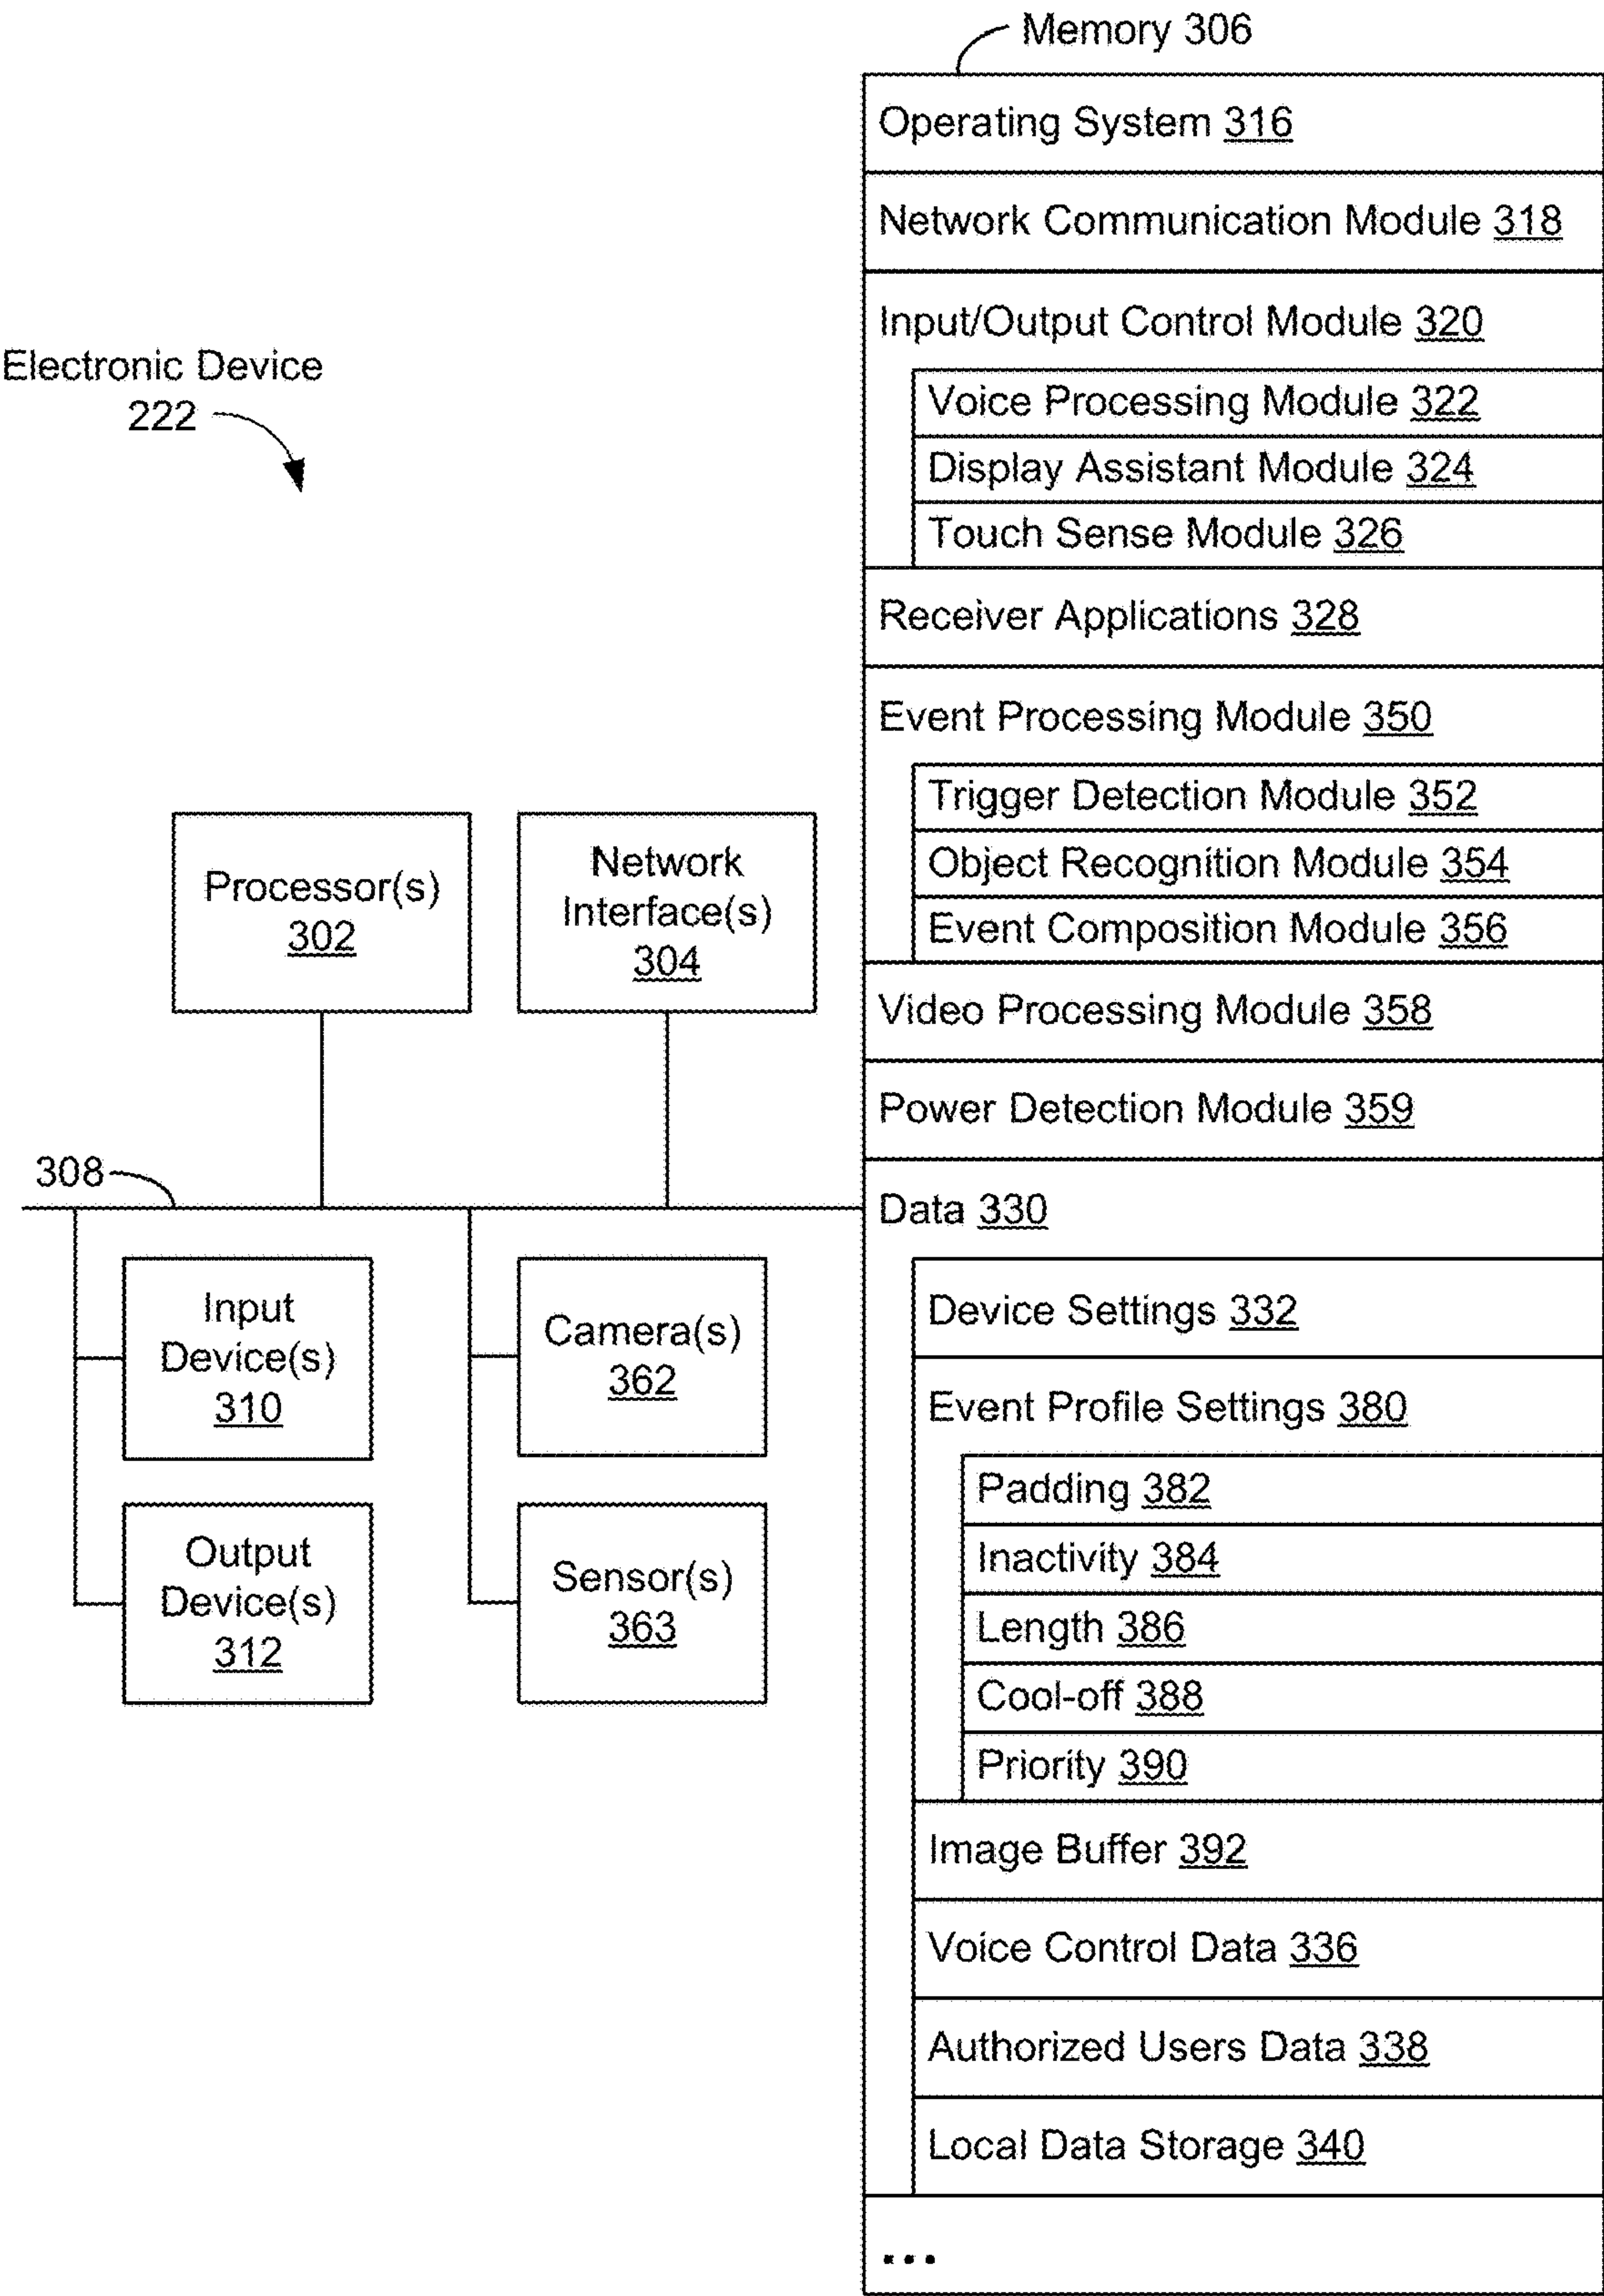 Memory 306
Operating System 316
Network Communication Module 318
Input/Output Control Module 320
Voice Processing Module 322
Display Assistant Module 324
Touch Sense Module 326
Receiver Applications 328
Event Processing Module 350
Trigger Detection Module 352
Object Recognition Module 354
Event Composition Module 356
Video Processing Module 358
Power Detection Module 359
Data 330
Device Settings 332
Event Profile Settings 380
Padding 382
Inactivity 384
Length 386
Cool-off 388
Priority 390
Image Buffer 392
Voice Control Data 336
Authorized Users Data 338
Local Data Storage 340
...
Electronic Device
222
Processor(s)
302
Network
Interface(s)
304
308
Input
Device(s)
310
Camera(s)
362
Output
Device(s)
312
Sensor(s)
363